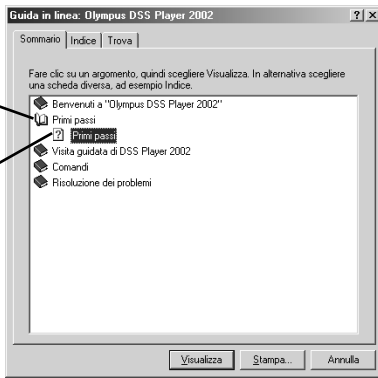 Guida in linea: Olympus DSS Player 2002
Sommario Indice Trova
Fare clic su un argomento, quindi scegliere Visualizza. In alternativa scegliere
una scheda diversa, ad esempio Indice.
Benvenuti a "Olympus DSS Player 2002"
Primi passi
Primi passi
Visita guidata di DSS Player 2002
Comandi
Risoluzione dei problemi
Visualizza Stampa... Annulla